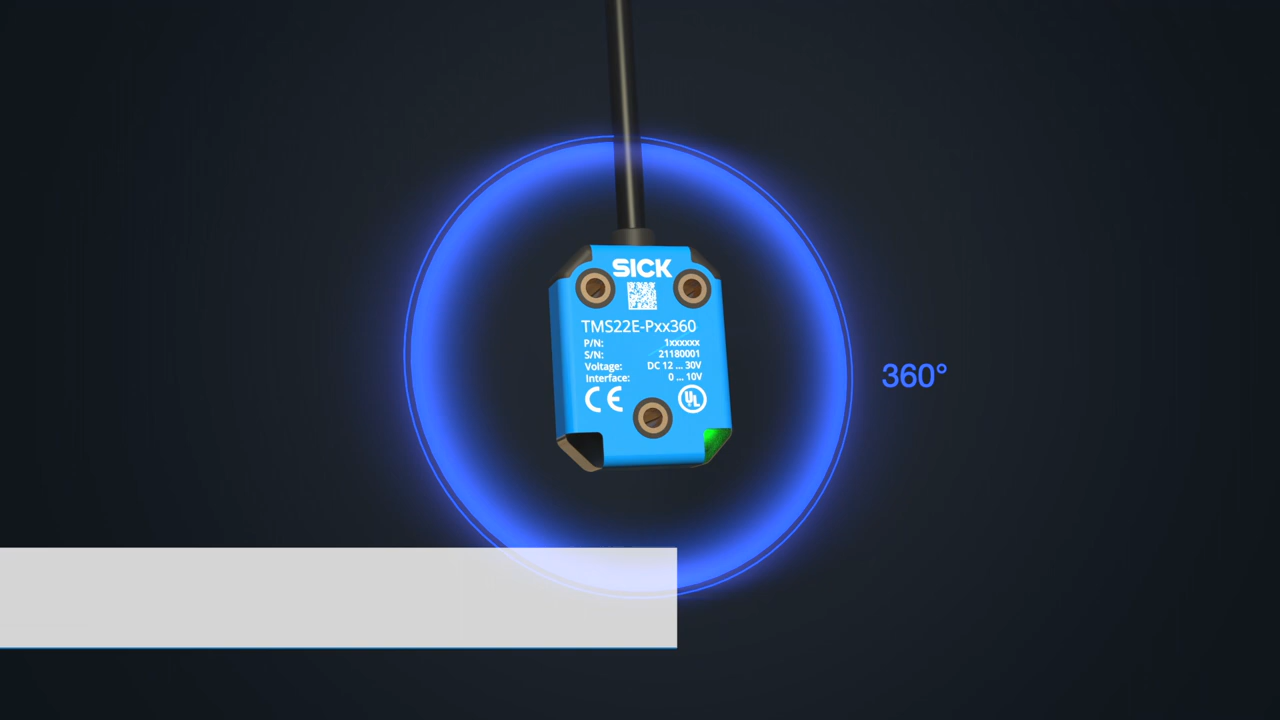 SICK
TMS22E-Pxx360
P/N: 1xxxxxx
S/N: 21180001
Voltage: DC 12 ... 30V
Interface: 0 ... 10V
CE UL
360°